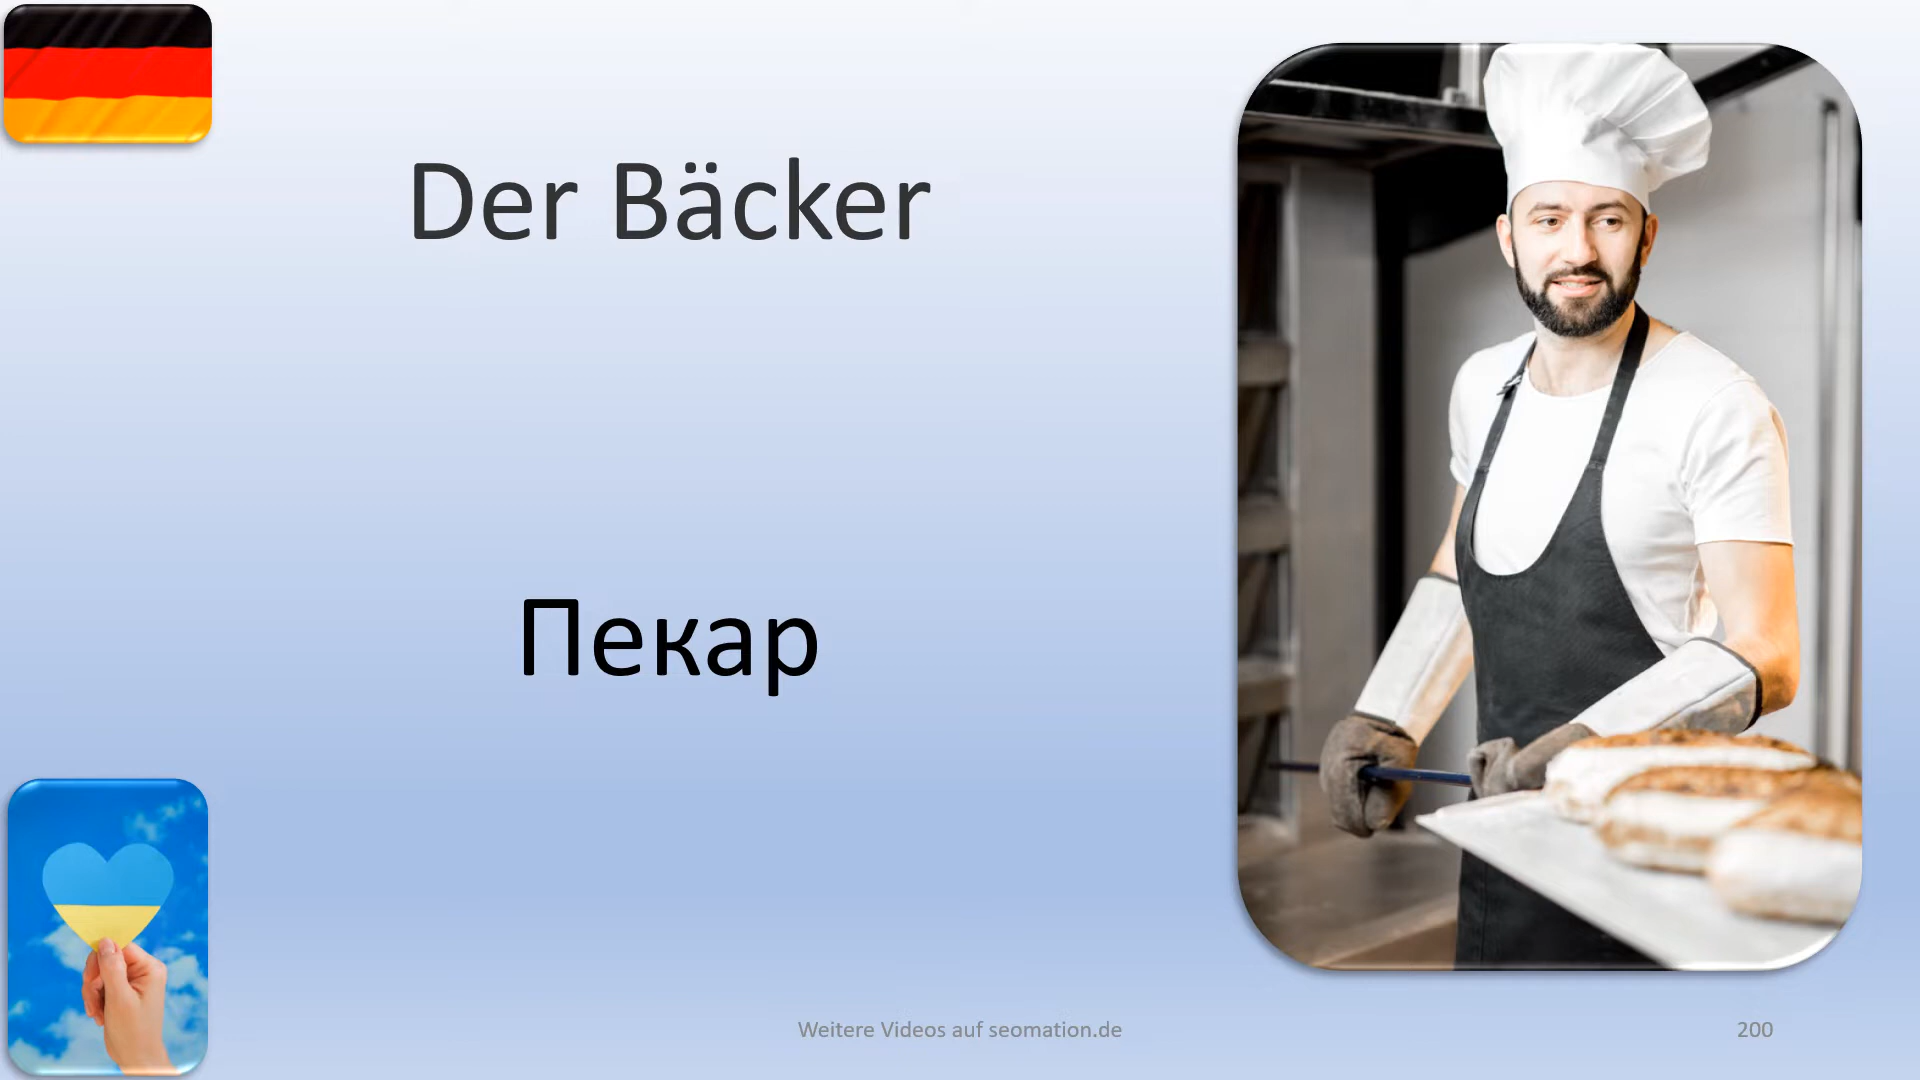 Der Bäcker
Пекар
Weitere Videos auf seomation.de
200